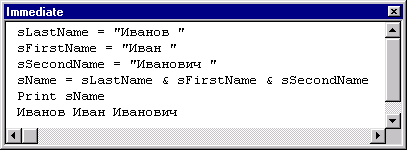 Immediate
sLastName = "Иванов "
sFirstName = "Иван "
sSecondName = "Иванович "
sName = sLastName & sFirstName & sSecondName
Print sName
Иванов Иван Иванович